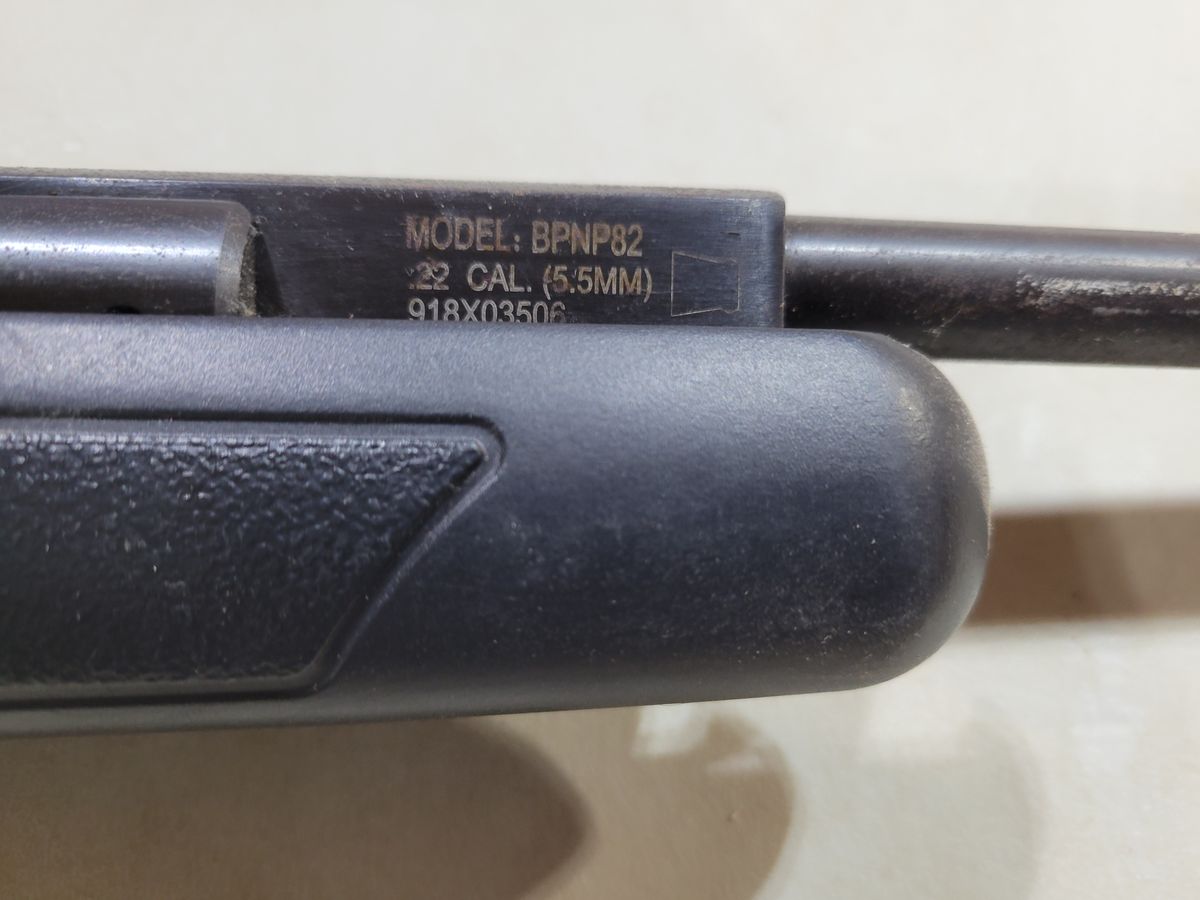 MODEL: BPNP82
.22 CAL. (5.5MM)
918X03506